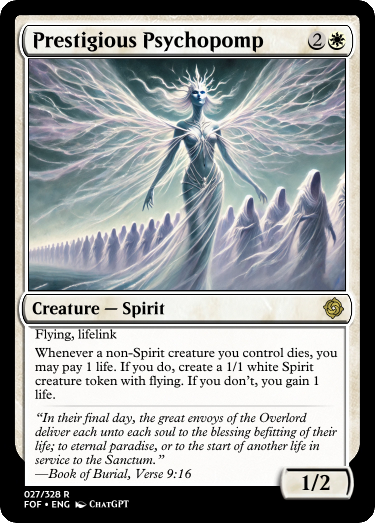 Prestigious Psychopomp 2
Creature — Spirit
Flying, lifelink
Whenever a non-Spirit creature you control dies, you
may pay 1 life. If you do, create a 1/1 white Spirit
creature token with flying. If you don't, you gain 1
life.
“In their final day, the great envoys of the Overlord
deliver each unto each soul to the blessing befitting of their
life; to eternal paradise, or to the start of another life in
service to the Sanctum.”
—Book of Burial, Verse 9:16
1/2
027/328 R
FOF • ENG ChatGPT